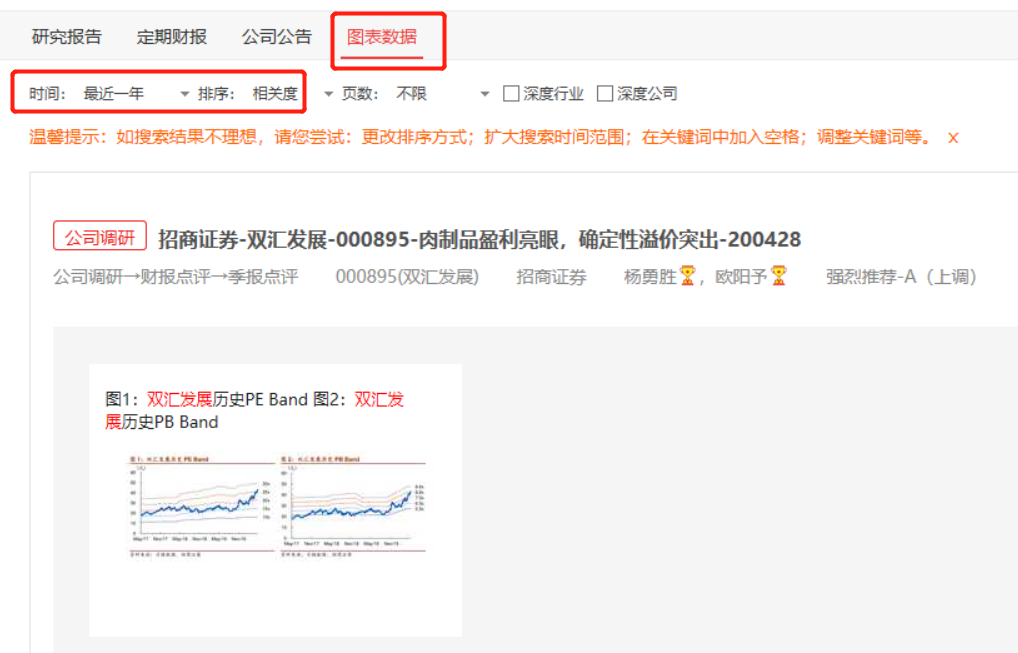 研究报告 定期财报 公司公告 图表数据
时间： 最近一年 排序： 相关度 页数： 不限 深度行业 深度公司
温馨提示：如搜索结果不理想，请您尝试：更改排序方式；扩大搜索时间范围；在关键词中加入空格；调整关键词等。 x
公司调研 招商证券-双汇发展-000895-肉制品盈利亮眼，确定性溢价突出-200428
公司调研→财报点评→季报点评 000895(双汇发展) 招商证券 杨勇胜，欧阳予 强烈推荐-A（上调）
图1：双汇发展历史PE Band 图2：双汇发
展历史PB Band
图1：双汇发展历史PE Band 图2：双汇发展历史PB Band